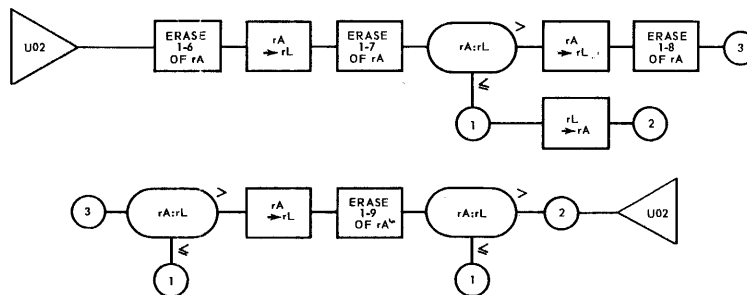 U02
ERASE
1-6
OF rA
rA
→ rL
ERASE
1-7
OF rA
rA:rL
>
≤
rA
→ rL
ERASE
1-8
OF rA
3
1
rL
→ rA
2
3
rA:rL
>
≤
1
rA
→ rL
ERASE
1-9
OF rA
rA:rL
>
≤
1
2
U02